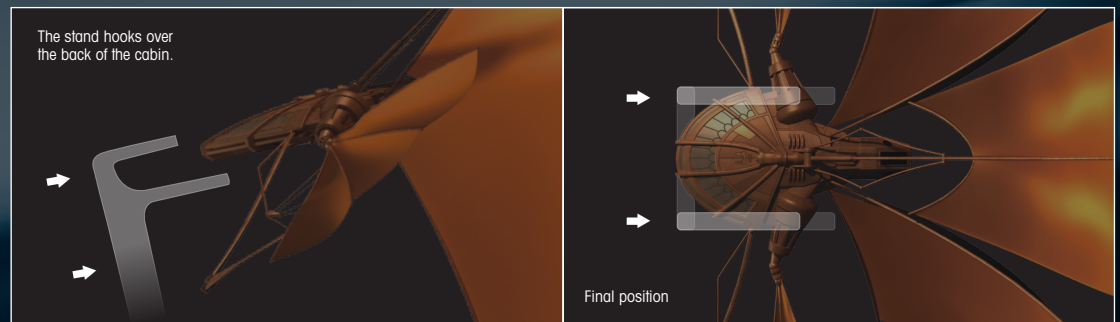 The stand hooks over
the back of the cabin.
Final position